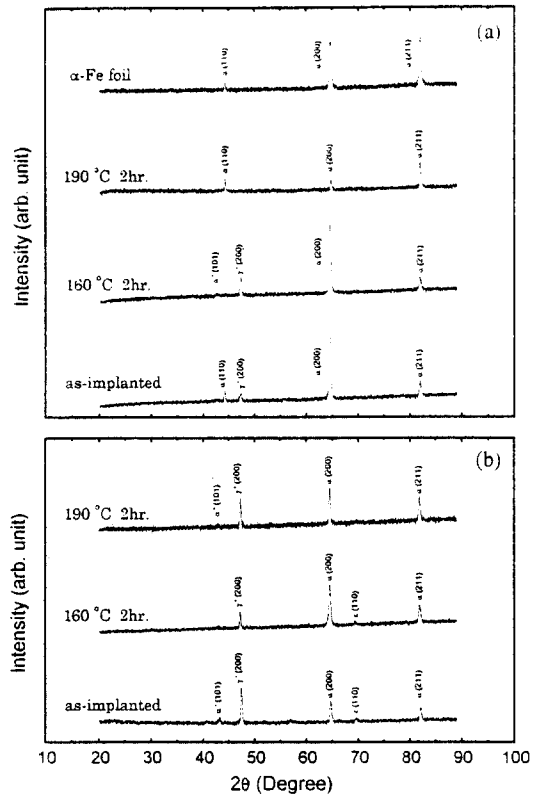 (a)
α (110)
α (200)
α (211)
α-Fe foil
α (110)
α (200)
α (211)
190 °C 2hr.
α' (101)
γ' (200)
α (200)
α (211)
160 °C 2hr.
α (110)
γ' (200)
α (200)
α (211)
as-implanted
Intensity (arb. unit)
(b)
α' (101)
γ' (200)
α (200)
α (211)
190 °C 2hr.
γ' (200)
α (200)
ε (110)
α (211)
160 °C 2hr.
α' (101)
γ' (200)
α (200)
ε (110)
α (211)
as-implanted
Intensity (arb. unit)
10 20 30 40 50 60 70 80 90 100
2θ (Degree)